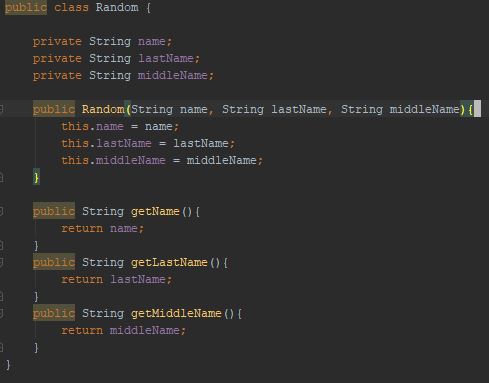 public class Random {
private String name;
private String lastName;
private String middleName;
public Random(String name, String lastName, String middleName){
this.name = name;
this.lastName = lastName;
this.middleName = middleName;
}
public String getName(){
return name;
}
public String getLastName(){
return lastName;
}
public String getMiddleName(){
return middleName;
}
}